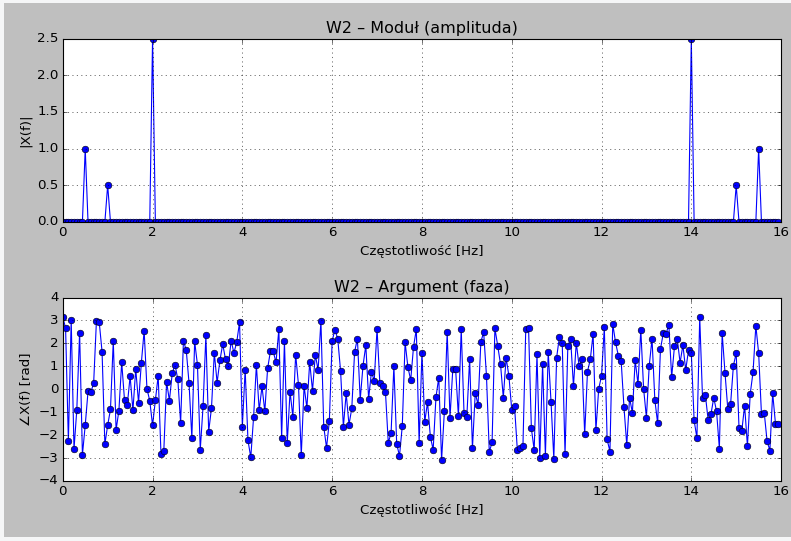 W2 – Moduł (amplituda)
|X(f)|
2.5
2.0
1.5
1.0
0.5
0.0
0 2 4 6 8 10 12 14 16
Częstotliwość [Hz]
W2 – Argument (faza)
∠X(f) [rad]
4
3
2
1
0
−1
−2
−3
−4
0 2 4 6 8 10 12 14 16
Częstotliwość [Hz]